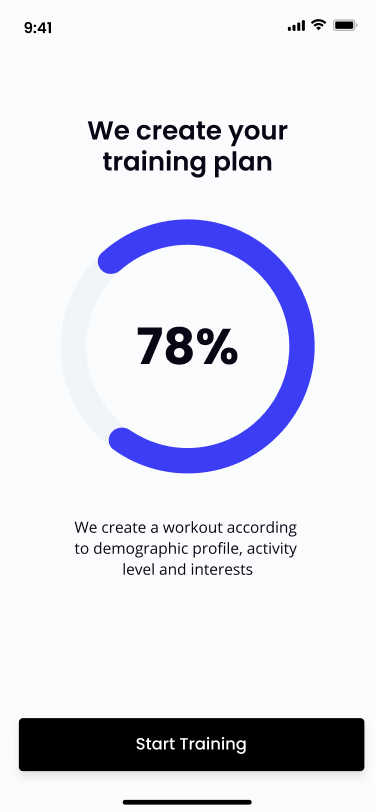 9:41
We create your
training plan
78%
We create a workout according
to demographic profile, activity
level and interests
Start Training